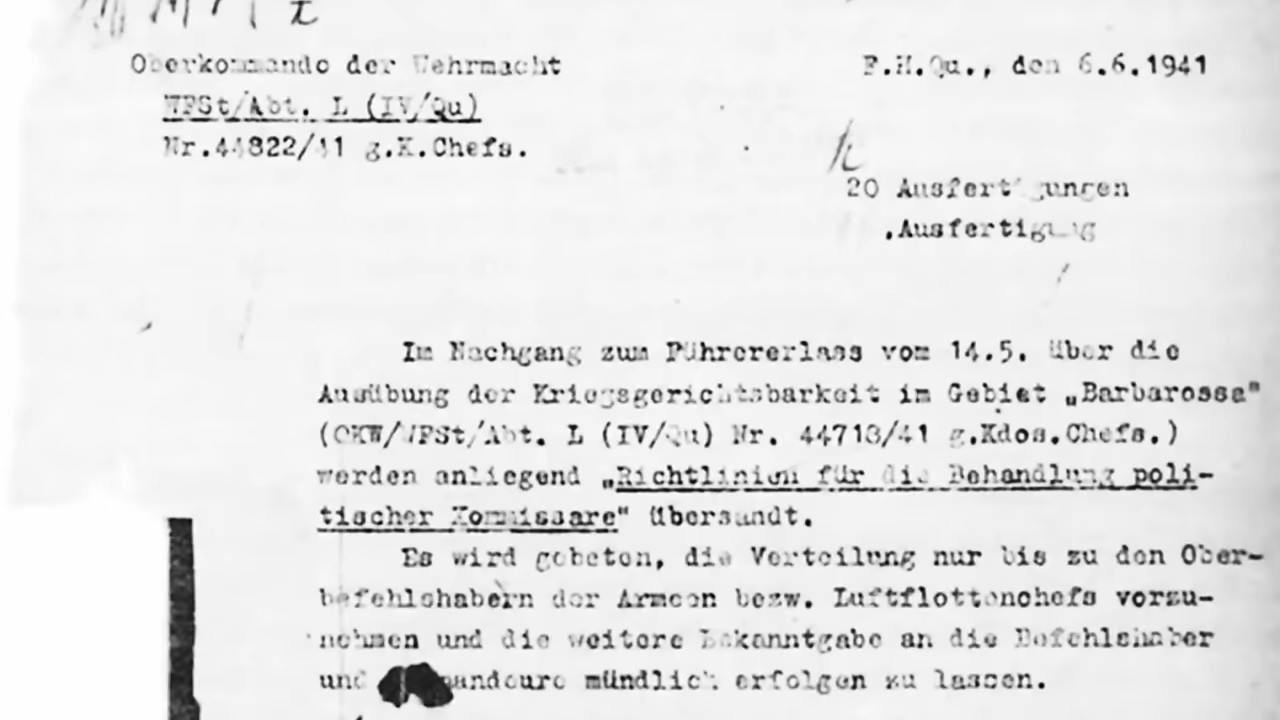 Oberkommando der Wehrmacht
F.H.Qu., den 6.6.1941
WFSt/Abt. L (IV/Qu)
Nr.44822/41 g.K.Chefs.
20 Ausfertigungen
.Ausfertigung
Im Nachgang zum Führererlass vom 14.5. über die
Ausübung der Kriegsgerichtsbarkeit im Gebiet „Barbarossa"
(OKW/WFSt/Abt. L (IV/Qu) Nr. 44718/41 g.Kdos.Chefs.)
werden anliegend „Richtlinien für die Behandlung poli-
tischer Kommissare" übersandt.
Es wird gebeten, die Verteilung nur bis zu den Ober-
befehlshabern der Armeen bezw. Luftflottenchefs vorzu-
nehmen und die weitere Bekanntgabe an die Befehlshaber
und mündlich erfolgen zu lassen.